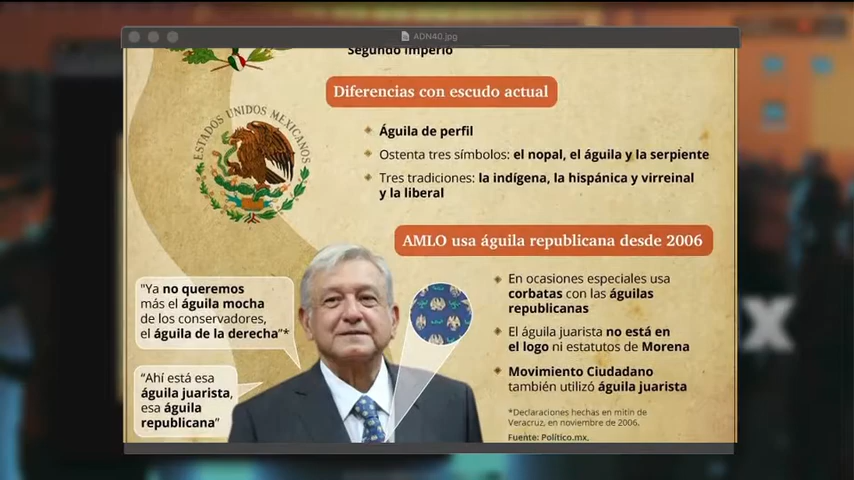 ADN40.jpg
Segundo Imperio
Diferencias con escudo actual
ESTADOS UNIDOS MEXICANOS
Águila de perfil
Ostenta tres símbolos: el nopal, el águila y la serpiente
Tres tradiciones: la indígena, la hispánica y virreinal
y la liberal
AMLO usa águila republicana desde 2006
"Ya no queremos
más el águila mocha
de los conservadores,
el águila de la derecha"*
"Ahí está esa
águila juarista,
esa águila
republicana"
En ocasiones especiales usa
corbatas con las águilas
republicanas
El águila juarista no está en
el logo ni estatutos de Morena
Movimiento Ciudadano
también utilizó águila juarista
*Declaraciones hechas en mitin de
Veracruz, en noviembre de 2006.
Fuente: Político.mx.
x